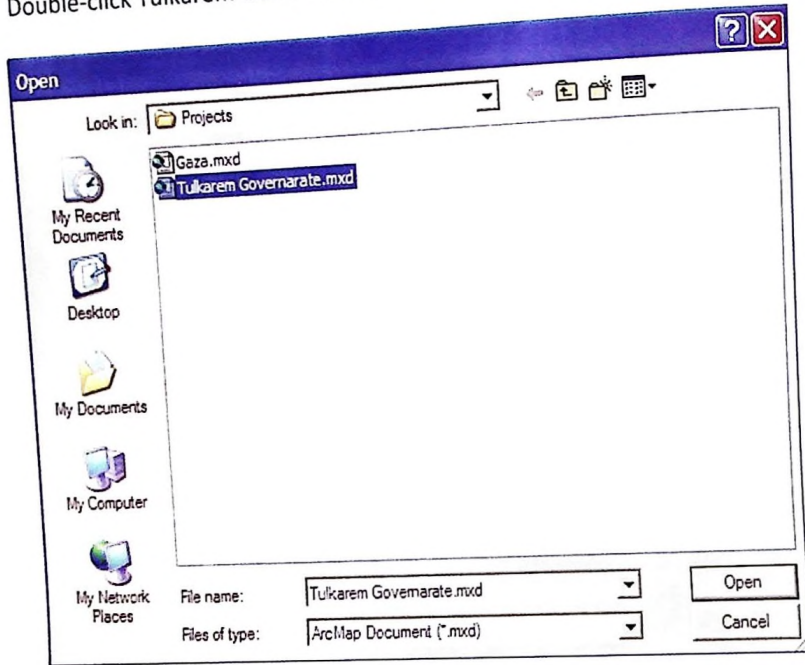 Double-click Tulkarem
Open
Look in: Projects
Gaza.mxd
Tulkarem Governarate.mxd
My Recent
Documents
Desktop
My Documents
My Computer
My Network
Places
File name: Tulkarem Governarate.mxd
Open
Files of type: ArcMap Document (*.mxd)
Cancel